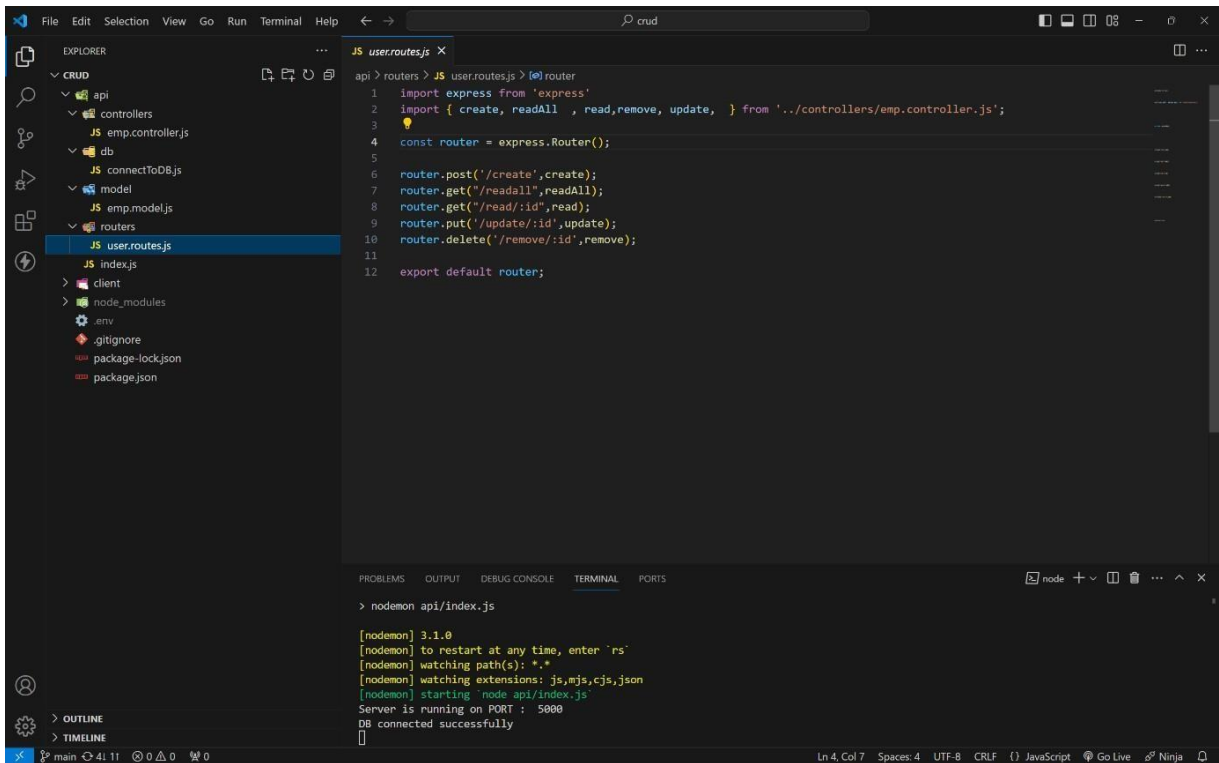 File Edit Selection View Go Run Terminal Help
crud
EXPLORER
CRUD
api
controllers
JS emp.controller.js
db
JS connectToDB.js
model
JS emp.model.js
routers
JS user.routes.js
JS index.js
client
node_modules
.env
.gitignore
package-lock.json
package.json
OUTLINE
TIMELINE
JS user.routes.js
api > routers > JS user.routes.js > router
1 import express from 'express'
2 import { create, readAll  , read,remove, update,  } from '../controllers/emp.controller.js';
3
4 const router = express.Router();
5
6 router.post('/create',create);
7 router.get("/readall",readAll);
8 router.get("/read/:id",read);
9 router.put('/update/:id',update);
10 router.delete('/remove/:id',remove);
11
12 export default router;
PROBLEMS OUTPUT DEBUG CONSOLE TERMINAL PORTS
node
> nodemon api/index.js
[nodemon] 3.1.0
[nodemon] to restart at any time, enter `rs`
[nodemon] watching path(s): *.*
[nodemon] watching extensions: js,mjs,cjs,json
[nodemon] starting `node api/index.js`
Server is running on PORT :  5000
DB connected successfully
main 4↓ 1↑ 0 0 0 Ln 4, Col 7 Spaces: 4 UTF-8 CRLF {} JavaScript Go Live Ninja